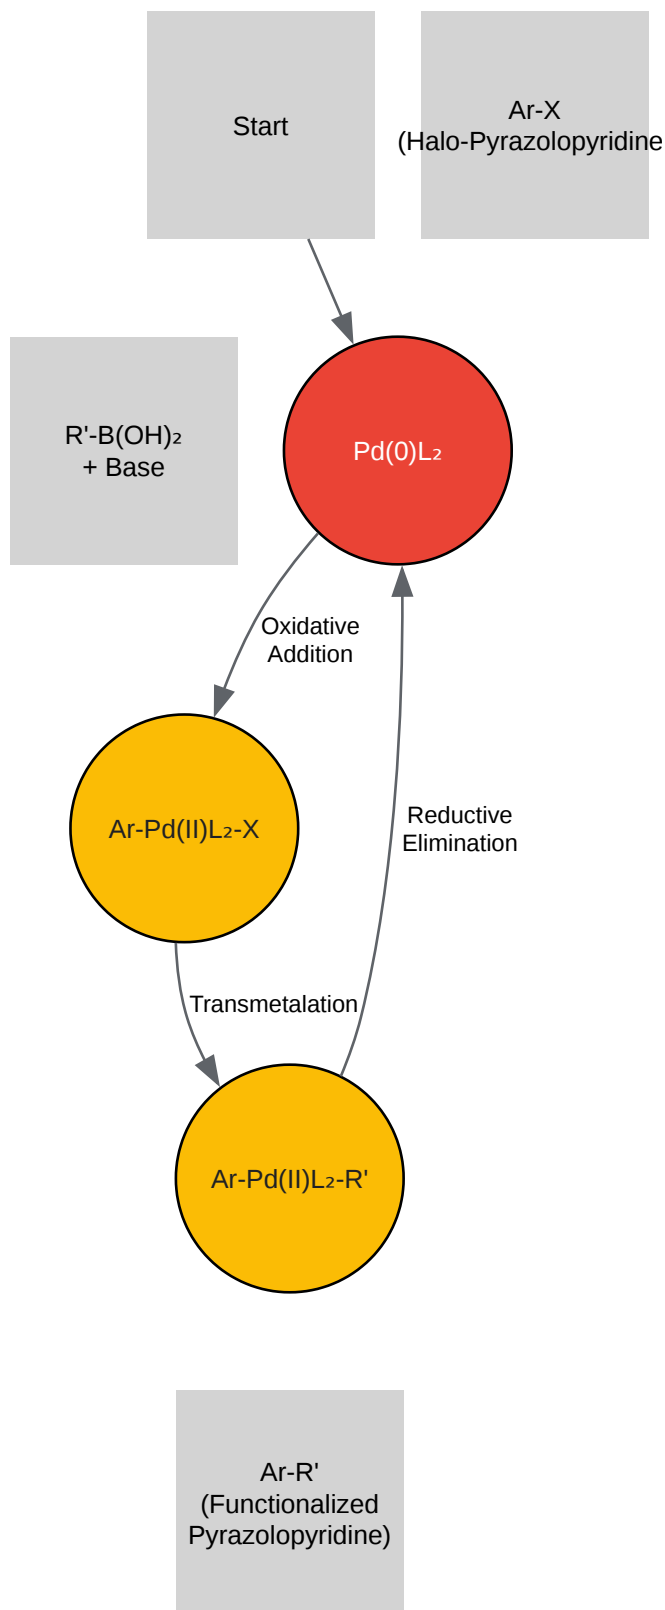 Start
Ar-X
(Halo-Pyrazolopyridine
R'-B(OH)₂
+ Base
Pd(0)L₂
Oxidative
Addition
Ar-Pd(II)L₂-X
Reductive
Elimination
Transmetalation
Ar-Pd(II)L₂-R'
Ar-R'
(Functionalized
Pyrazolopyridine)